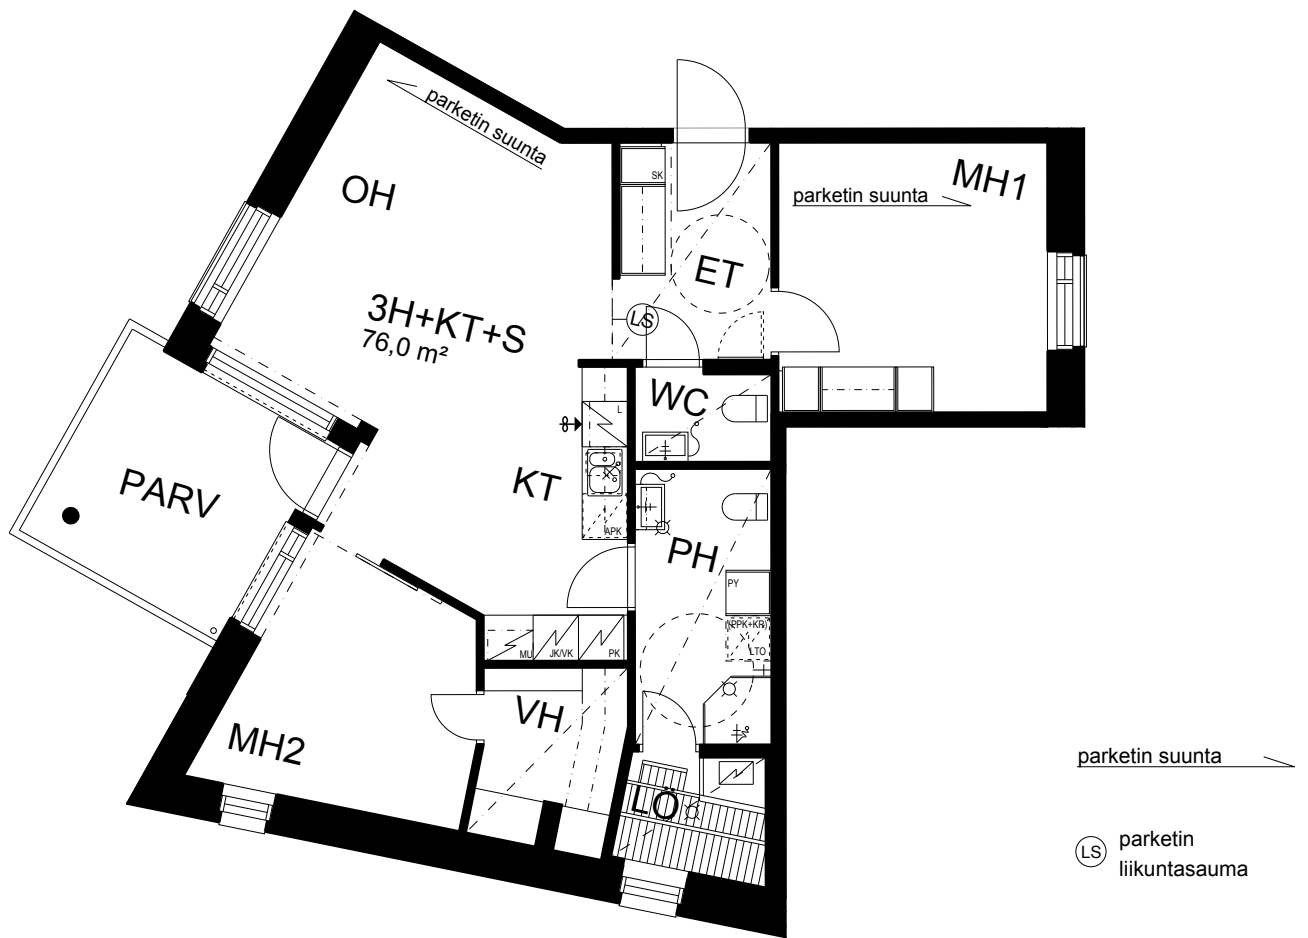 parketin suunta
OH
MH1
parketin suunta
SK
ET
3H+KT+S
76,0 m²
LS
WC
L
KT
PARV
APK
PH
PY
(PPK+KR)
LTO
MU
JK/VK
PK
VH
MH2
LÖ
parketin suunta
LS
parketin
liikuntasauma